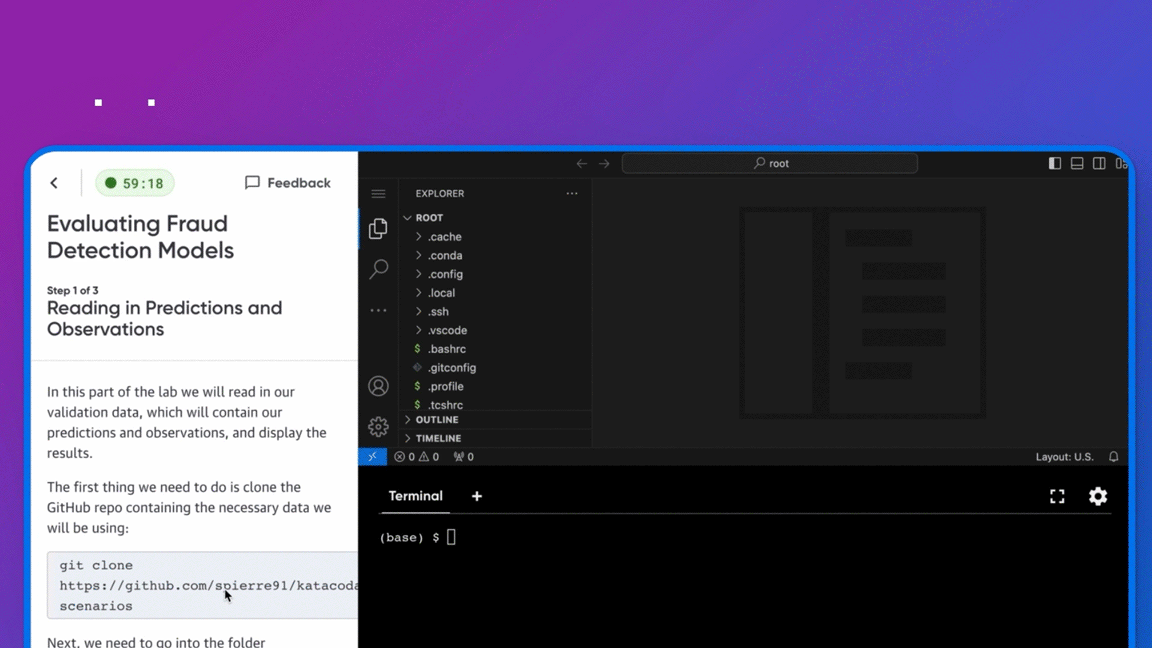 59:18
Feedback
Evaluating Fraud
Detection Models
Step 1 of 3
Reading in Predictions and
Observations
In this part of the lab we will read in our
validation data, which will contain our
predictions and observations, and display the
results.
The first thing we need to do is clone the
GitHub repo containing the necessary data we
will be using:
git clone
https://github.com/spierre91/katacoda
scenarios
Next, we need to go into the folder
root
EXPLORER
ROOT
.cache
.conda
.config
.local
.ssh
.vscode
.bashrc
.gitconfig
.profile
.tcshrc
OUTLINE
TIMELINE
0 0 0
Layout: U.S.
Terminal +
(base) $